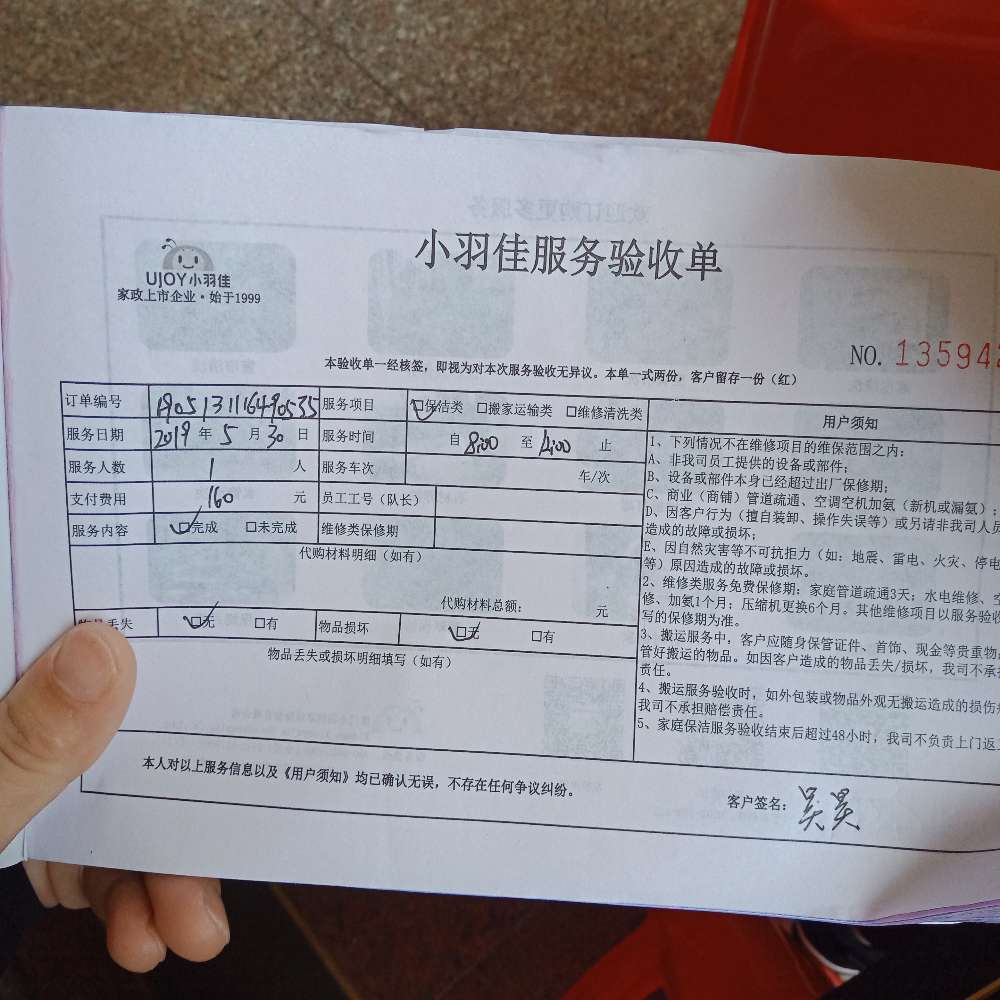 小羽佳服务验收单
UJOY小羽佳
家政上市企业·始于1999
NO. 13594
本验收单一经核签，即视为对本次服务验收无异议。本单一式两份，客户留存一份（红）
订单编号 190513111649 0535 服务项目 保洁类 □搬家运输类 □维修清洗类
服务日期 2019 年 5 月 30 日 服务时间 自 8:00 至 止
服务人数 1 人 服务车次 年/次
支付费用 160 元 员工工号（队长）
服务内容 □完成 □未完成 维修类保修期
代购材料明细（如有）
代购材料总额： 元
丢失 □无 □有 物品损坏 □无 □有
物品丢失或损坏明细填写（如有）
用户须知
1、下列情况不在维修项目的维保范围之内：
A、非我司员工提供的设备或部件；
B、设备或部件本身已经超过出厂保修期；
C、商业（商铺）管道疏通、空调空机加氨（新机或漏氨）；
D、因客户行为（擅自装卸、操作失误等）或另请非我司人员
造成的故障或损坏；
E、因自然灾害等不可抗拒力（如：地震、雷电、火灾、停电
等）原因造成的故障或损坏。
2、维修类服务免费保修期：家庭管道疏通3天；水电维修、
修、加氨1个月；压缩机更换6个月。其他维修项目以服务验收
写的保修期为准。
3、搬运服务中，客户应随身保管证件、首饰、现金等贵重物
管好搬运的物品。如因客户造成的物品丢失/损坏，我司不承
责任。
4、搬运服务验收时，如外包装或物品外观无搬运造成的损伤
我司不承担赔偿责任。
5、家庭保洁服务验收结束后超过48小时，我司不负责上门返
本人对以上服务信息以及《用户须知》均已确认无误，不存在任何争议纠纷。
客户签名：